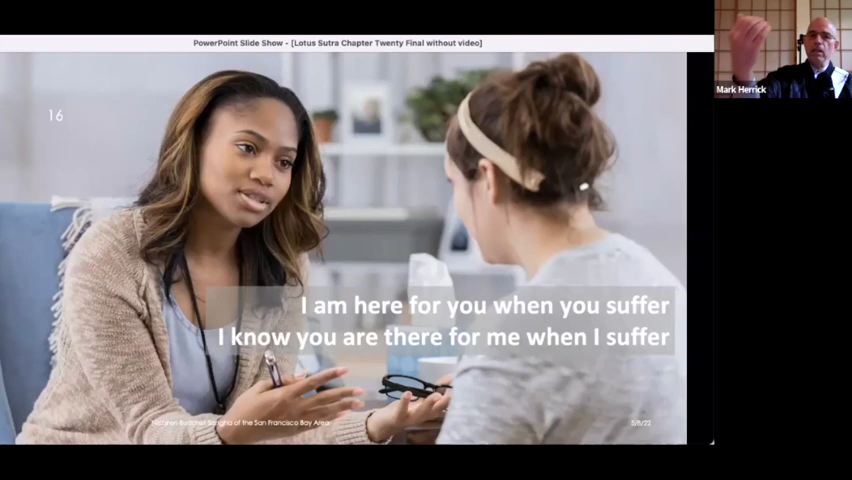 PowerPoint Slide Show - [Lotus Sutra Chapter Twenty Final without video]
Mark Herrick
16
I am here for you when you suffer
I know you are there for me when I suffer
Nichiren Buddhist Sangha of the San Francisco Bay Area
5/8/22